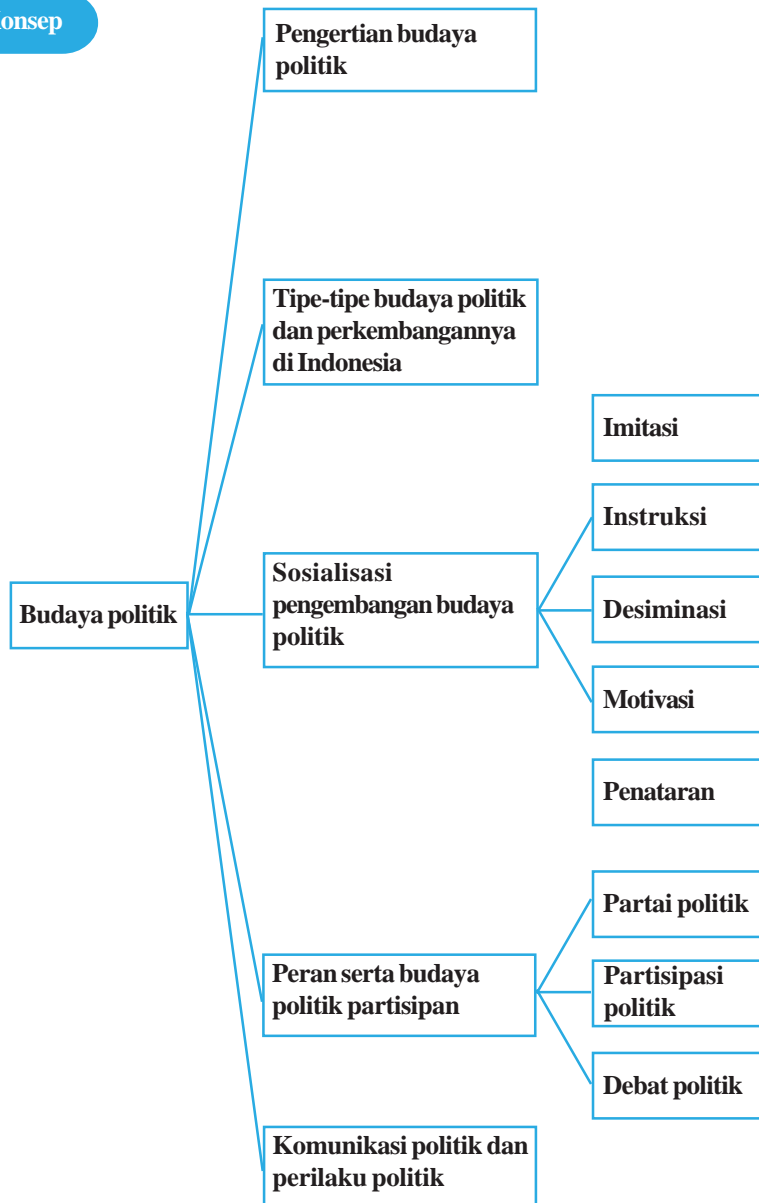 onsep
Pengertian budaya
politik
Tipe-tipe budaya politik
dan perkembangannya
di Indonesia
Imitasi
Instruksi
Sosialisasi
pengembangan budaya
politik
Budaya politik
Desiminasi
Motivasi
Penataran
Partai politik
Peran serta budaya
politik partisipan
Partisipasi
politik
Debat politik
Komunikasi politik dan
perilaku politik